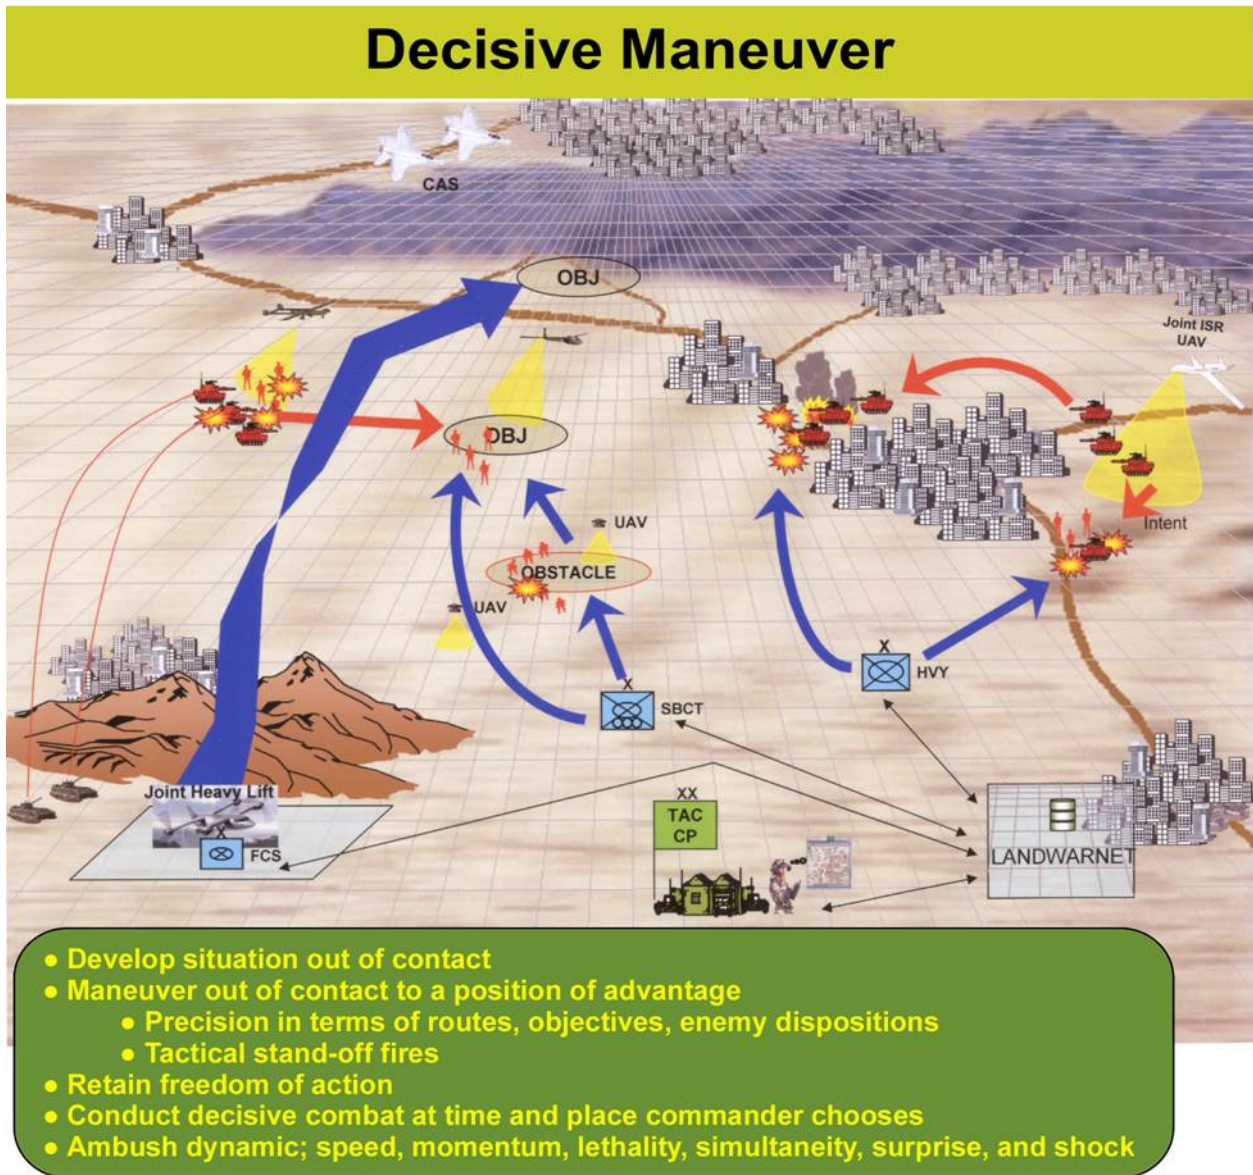 Decisive Maneuver
CAS
OBJ
Joint ISR
UAV
OBJ
UAV
Intent
OBSTACLE
UAV
X
HVY
X
SBCT
Joint Heavy Lift
X
FCS
XX
TAC
CP
LANDWARNET
● Develop situation out of contact
● Maneuver out of contact to a position of advantage
● Precision in terms of routes, objectives, enemy dispositions
● Tactical stand-off fires
● Retain freedom of action
● Conduct decisive combat at time and place commander chooses
● Ambush dynamic; speed, momentum, lethality, simultaneity, surprise, and shock